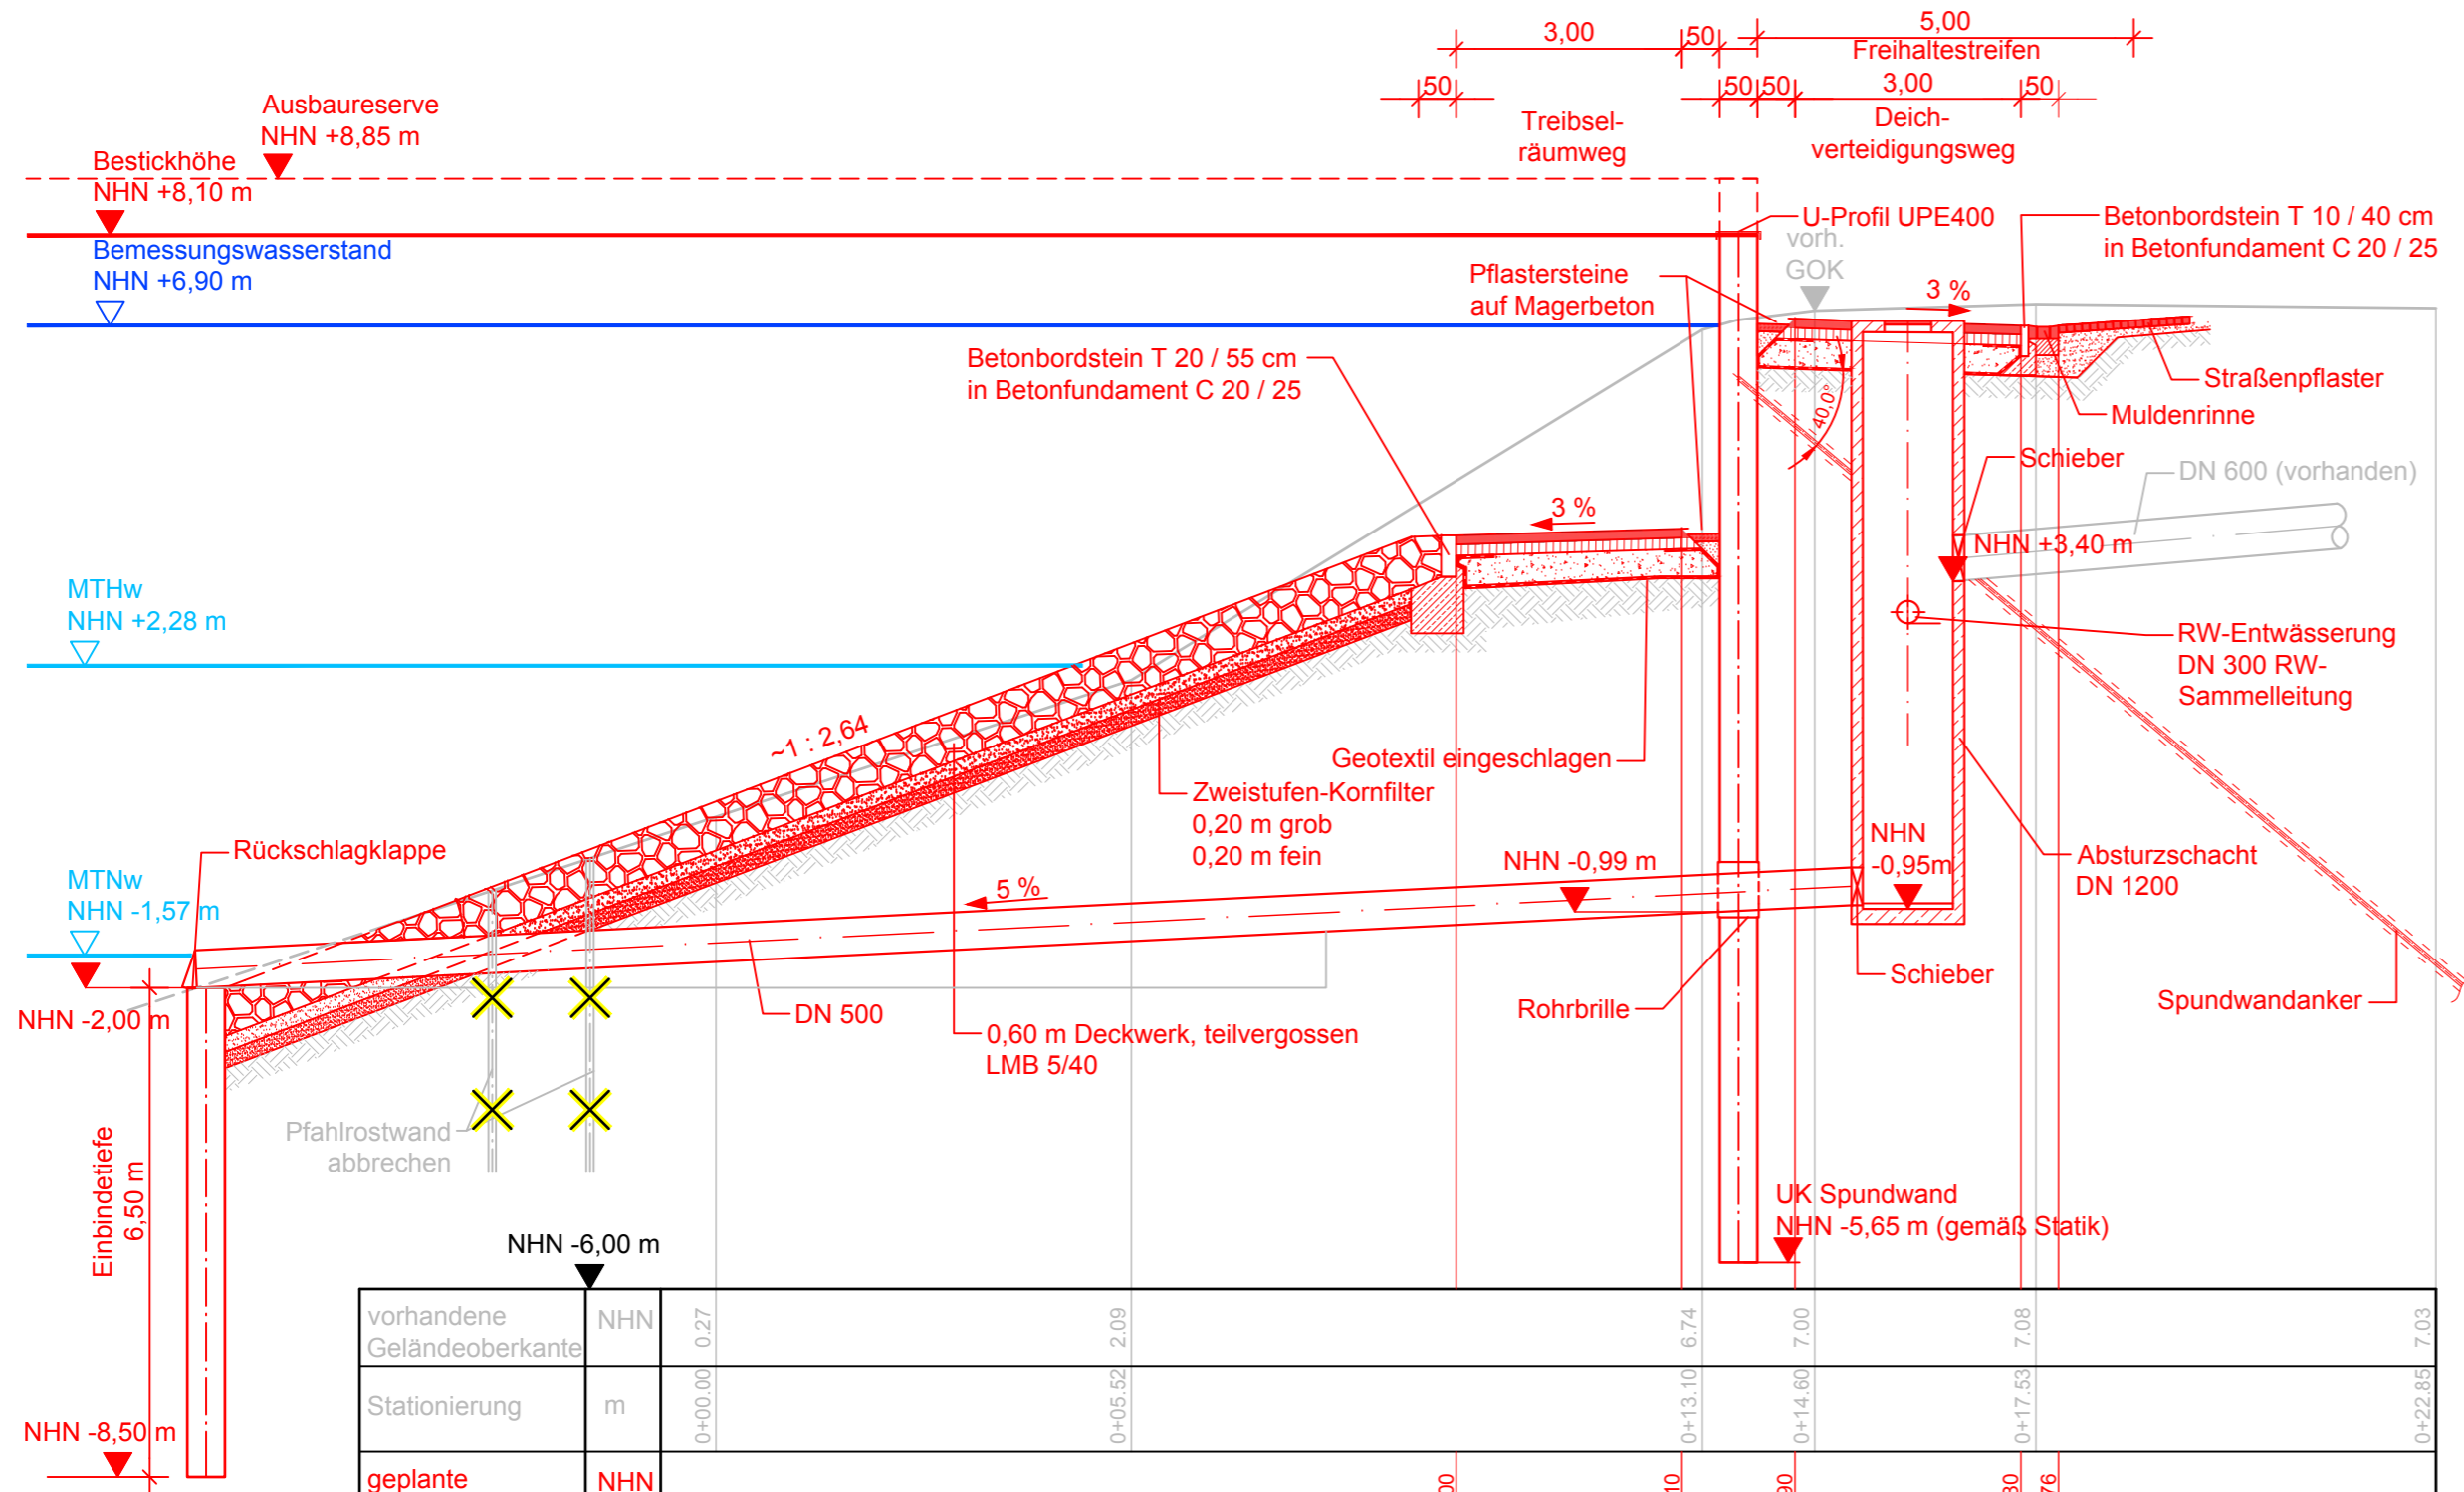 3,00
50
5,00
Freihaltestreifen
50
50
50
3,00
50
Treibsel-
räumweg
Deich-
verteidigungsweg
Ausbaureserve
NHN +8,85 m
Bestickhöhe
NHN +8,10 m
Bemessungswasserstand
NHN +6,90 m
U-Profil UPE400
vorh.
GOK
Betonbordstein T 10 / 40 cm
in Betonfundament C 20 / 25
Pflastersteine
auf Magerbeton
3 %
Betonbordstein T 20 / 55 cm
in Betonfundament C 20 / 25
40,0°
Straßenpflaster
Muldenrinne
Schieber
DN 600 (vorhanden)
3 %
NHN +3,40 m
MTHw
NHN +2,28 m
RW-Entwässerung
DN 300 RW-
Sammelleitung
~1 : 2,64
Geotextil eingeschlagen
Zweistufen-Kornfilter
0,20 m grob
0,20 m fein
Rückschlagklappe
NHN -0,99 m
NHN
-0,95m
Absturzschacht
DN 1200
MTNw
NHN -1,57 m
5 %
Schieber
NHN -2,00 m
DN 500
Rohrbrille
Spundwandanker
0,60 m Deckwerk, teilvergossen
LMB 5/40
Pfahlrostwand
abbrechen
Einbindetiefe
6,50 m
UK Spundwand
NHN -5,65 m (gemäß Statik)
NHN -6,00 m
vorhandene
Geländeoberkante
NHN
0.27
2.09
6.74
7.00
7.08
7.03
Stationierung
m
0+00.00
0+05.52
0+13.10
0+14.60
0+17.53
0+22.85
NHN -8,50 m
geplante
NHN